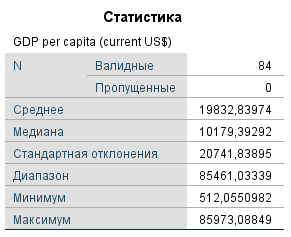 Статистика
GDP per capita (current US$)
N Валидные 84
Пропущенные 0
Среднее 19832,83974
Медиана 10179,39292
Стандартная отклонения 20741,83895
Диапазон 85461,03339
Минимум 512,0550982
Максимум 85973,08849